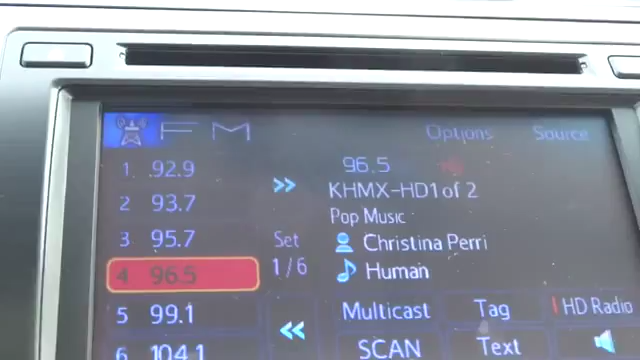 FM Options Source
1 92.9
2 93.7
3 95.7
4 96.5
5 99.1
6 104.1
>>
Set
1/6
<<
96.5
KHMX-HD1 of 2
Pop Music
Christina Perri
Human
Multicast Tag HD Radio
SCAN Text